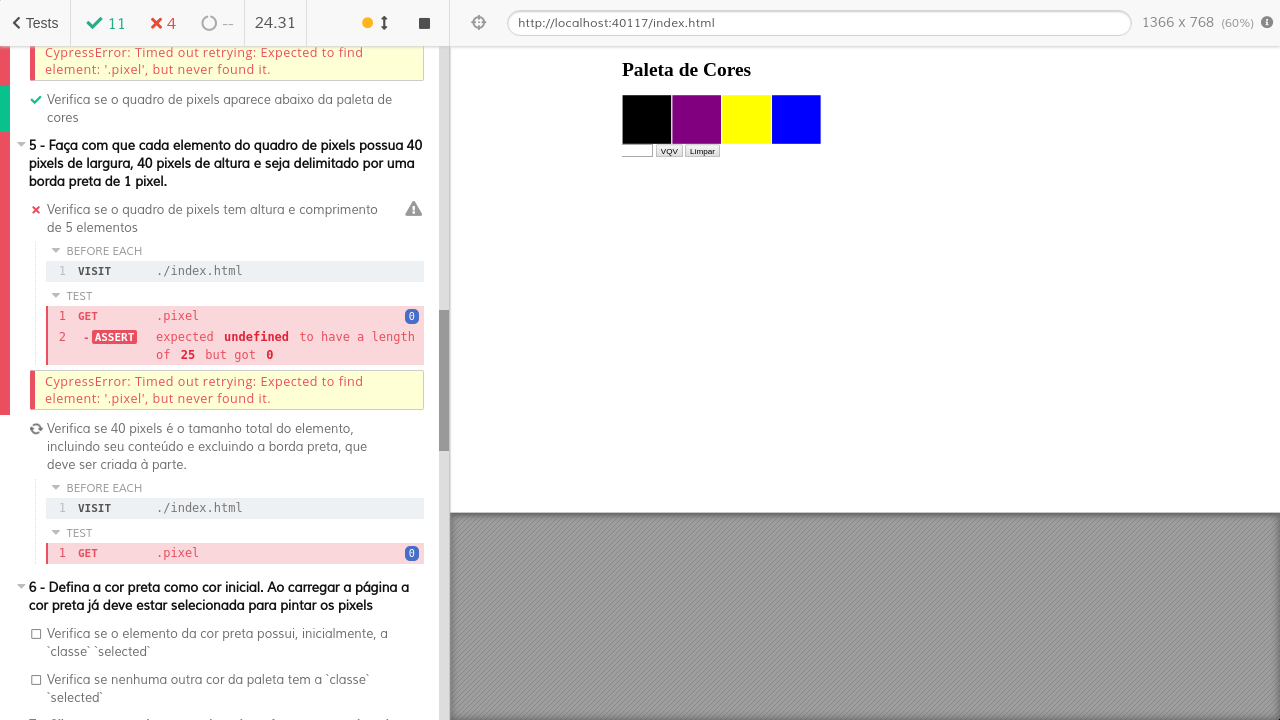 Tests
11
4
--
24.31
http://localhost:40117/index.html
1366 x 768 (60%)
CypressError: Timed out retrying: Expected to find
element: '.pixel', but never found it.
Verifica se o quadro de pixels aparece abaixo da paleta de
cores
5 - Faça com que cada elemento do quadro de pixels possua 40
pixels de largura, 40 pixels de altura e seja delimitado por uma
borda preta de 1 pixel.
Verifica se o quadro de pixels tem altura e comprimento
de 5 elementos
BEFORE EACH
1 VISIT ./index.html
TEST
1 GET .pixel 0
2 -ASSERT expected undefined to have a length
of 25 but got 0
CypressError: Timed out retrying: Expected to find
element: '.pixel', but never found it.
Verifica se 40 pixels é o tamanho total do elemento,
incluindo seu conteúdo e excluindo a borda preta, que
deve ser criada à parte.
BEFORE EACH
1 VISIT ./index.html
TEST
1 GET .pixel 0
6 - Defina a cor preta como cor inicial. Ao carregar a página a
cor preta já deve estar selecionada para pintar os pixels
Verifica se o elemento da cor preta possui, inicialmente, a
`classe` `selected`
Verifica se nenhuma outra cor da paleta tem a `classe`
`selected`
Paleta de Cores
VQV Limpar